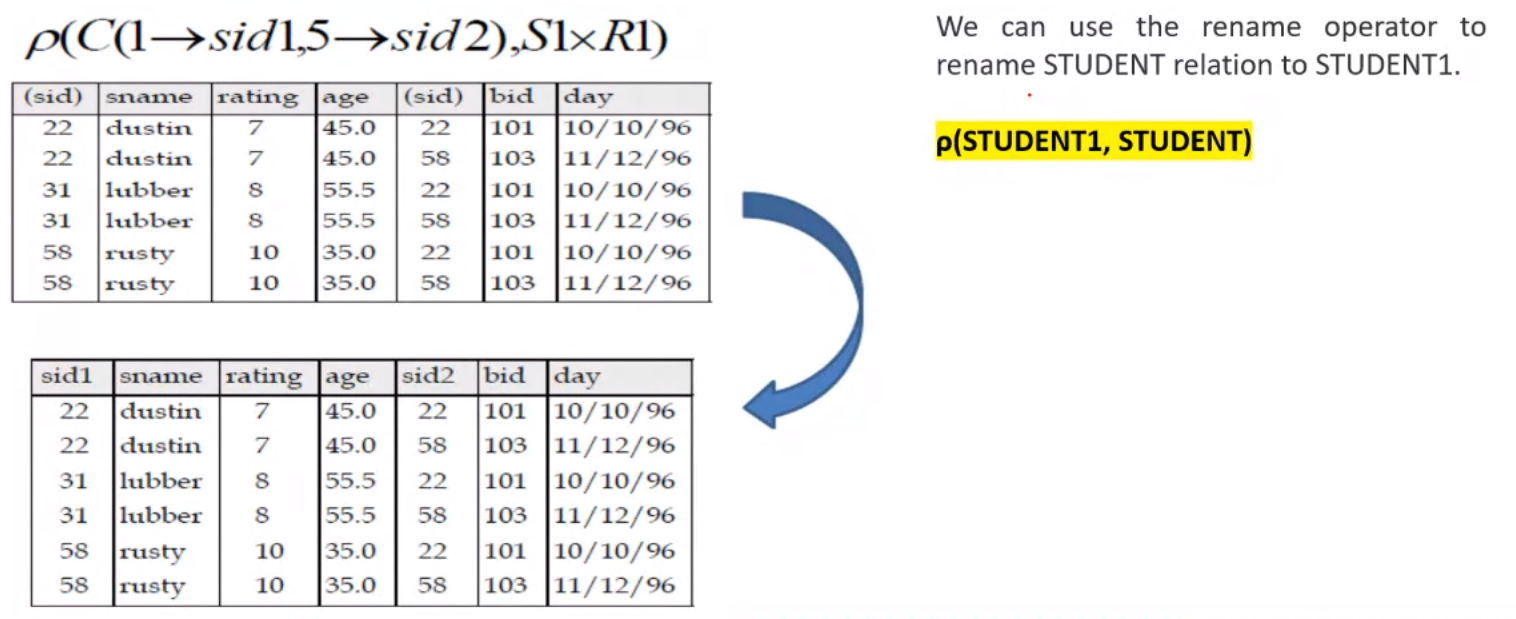 ρ(C(1→sid1,5→sid2),S1×R1)
(sid) sname rating age (sid) bid day
22 dustin 7 45.0 22 101 10/10/96
22 dustin 7 45.0 58 103 11/12/96
31 lubber 8 55.5 22 101 10/10/96
31 lubber 8 55.5 58 103 11/12/96
58 rusty 10 35.0 22 101 10/10/96
58 rusty 10 35.0 58 103 11/12/96
sid1 sname rating age sid2 bid day
22 dustin 7 45.0 22 101 10/10/96
22 dustin 7 45.0 58 103 11/12/96
31 lubber 8 55.5 22 101 10/10/96
31 lubber 8 55.5 58 103 11/12/96
58 rusty 10 35.0 22 101 10/10/96
58 rusty 10 35.0 58 103 11/12/96
We can use the rename operator to
rename STUDENT relation to STUDENT1.
ρ(STUDENT1, STUDENT)